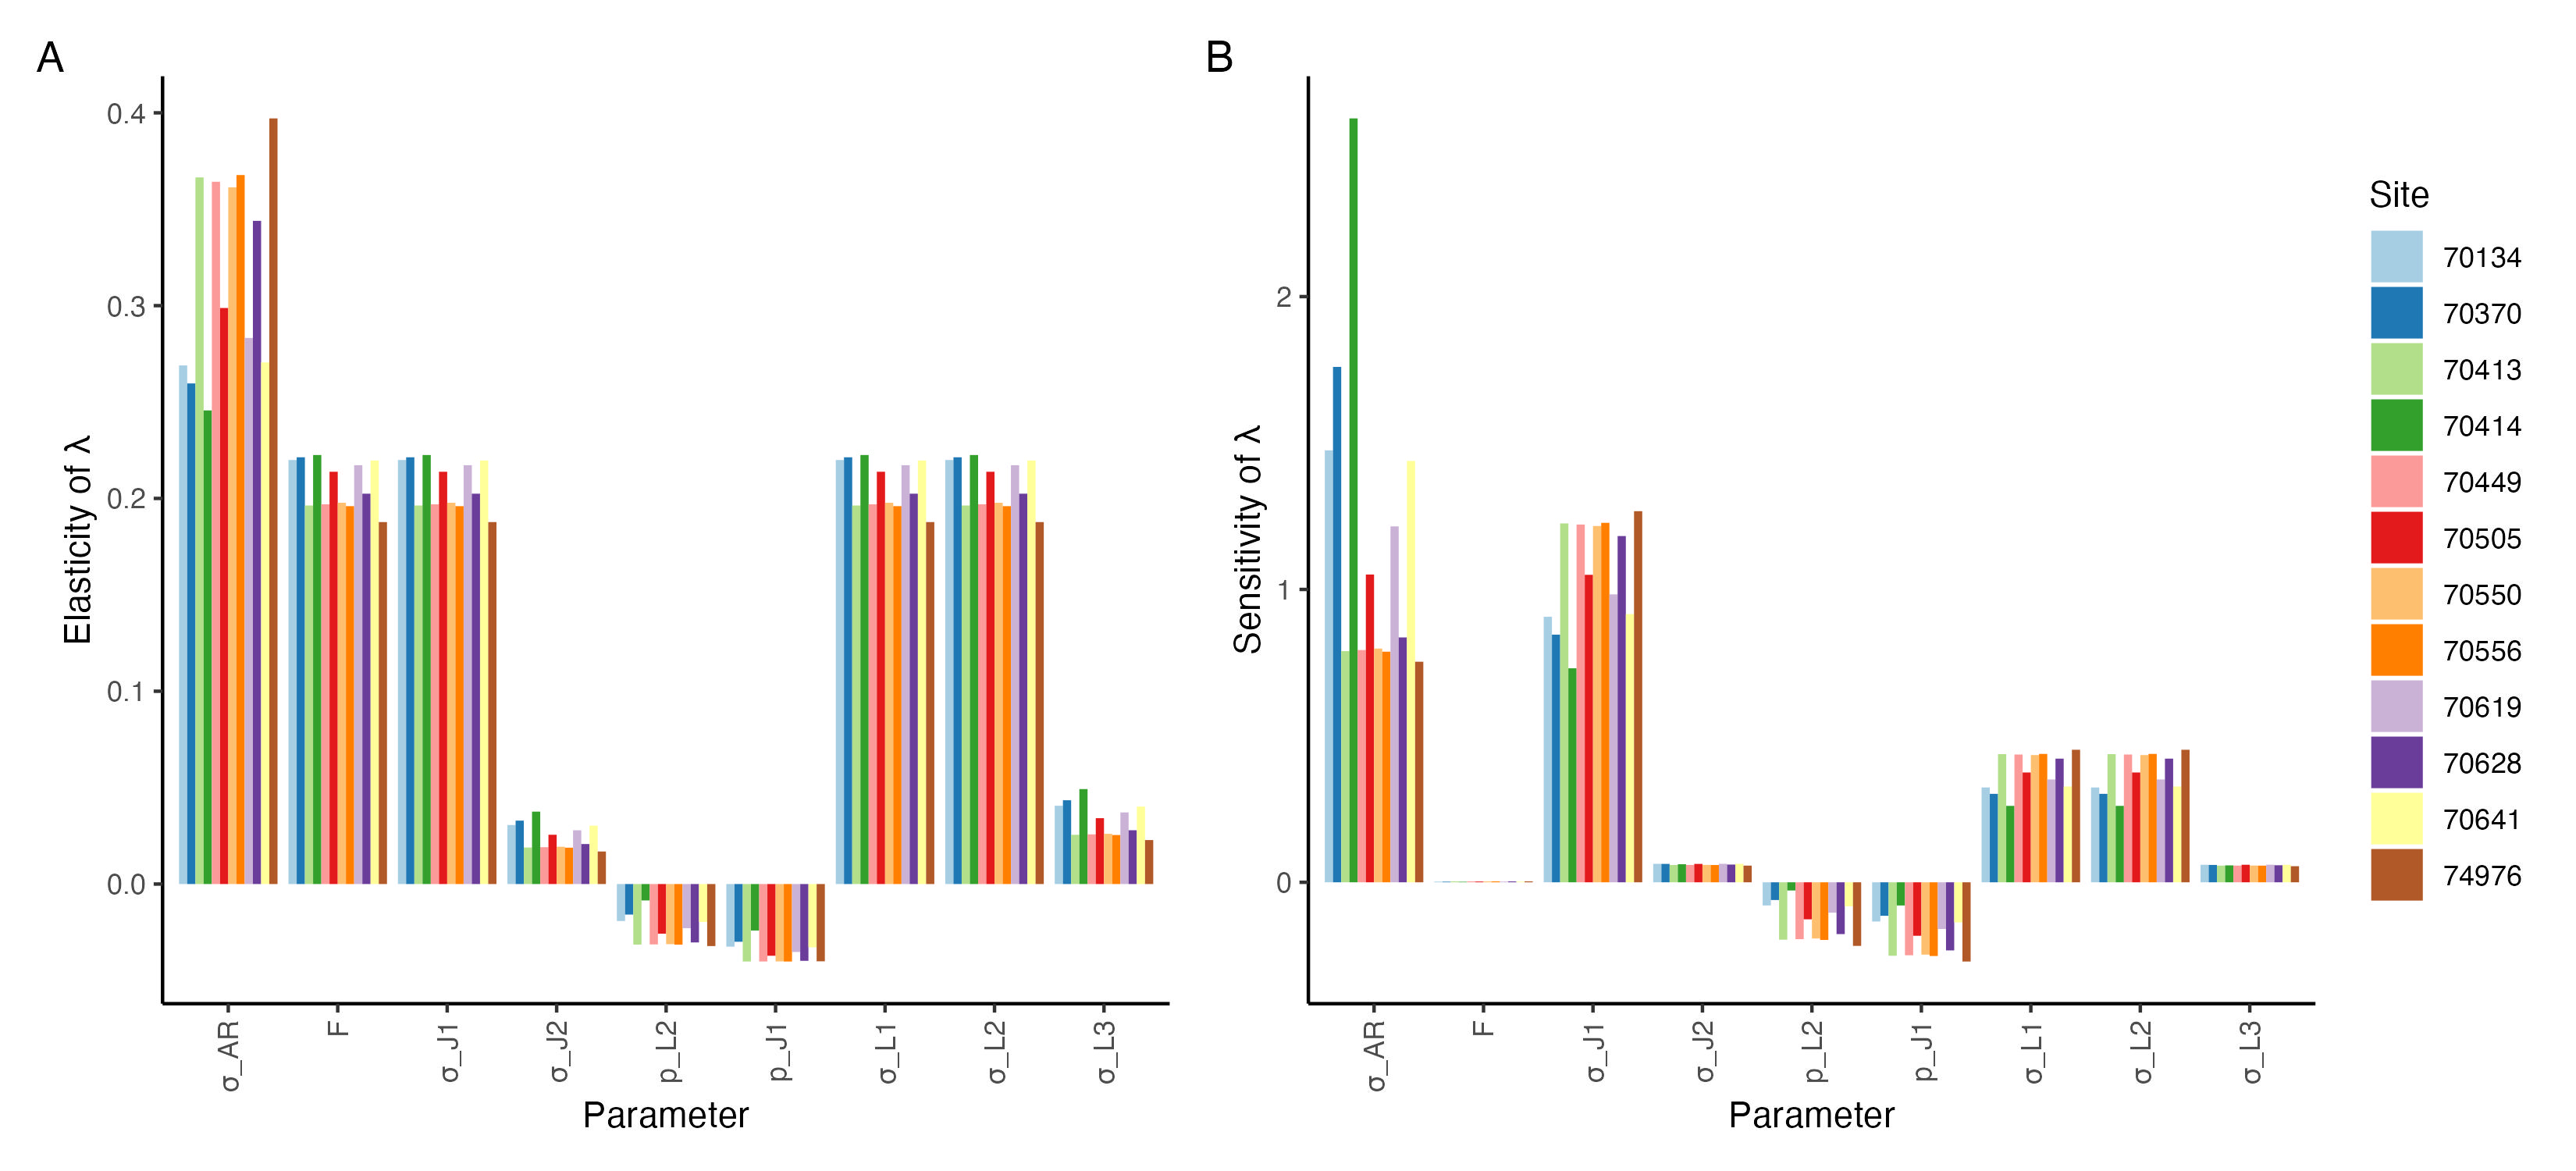 A
Elasticity of λ
0.4
0.3
0.2
0.1
0.0
σ_AR
F
σ_J1
σ_J2
p_L2
p_J1
σ_L1
σ_L2
σ_L3
Parameter
B
Sensitivity of λ
2
1
0
σ_AR
F
σ_J1
σ_J2
p_L2
p_J1
σ_L1
σ_L2
σ_L3
Parameter
Site
70134
70370
70413
70414
70449
70505
70550
70556
70619
70628
70641
74976